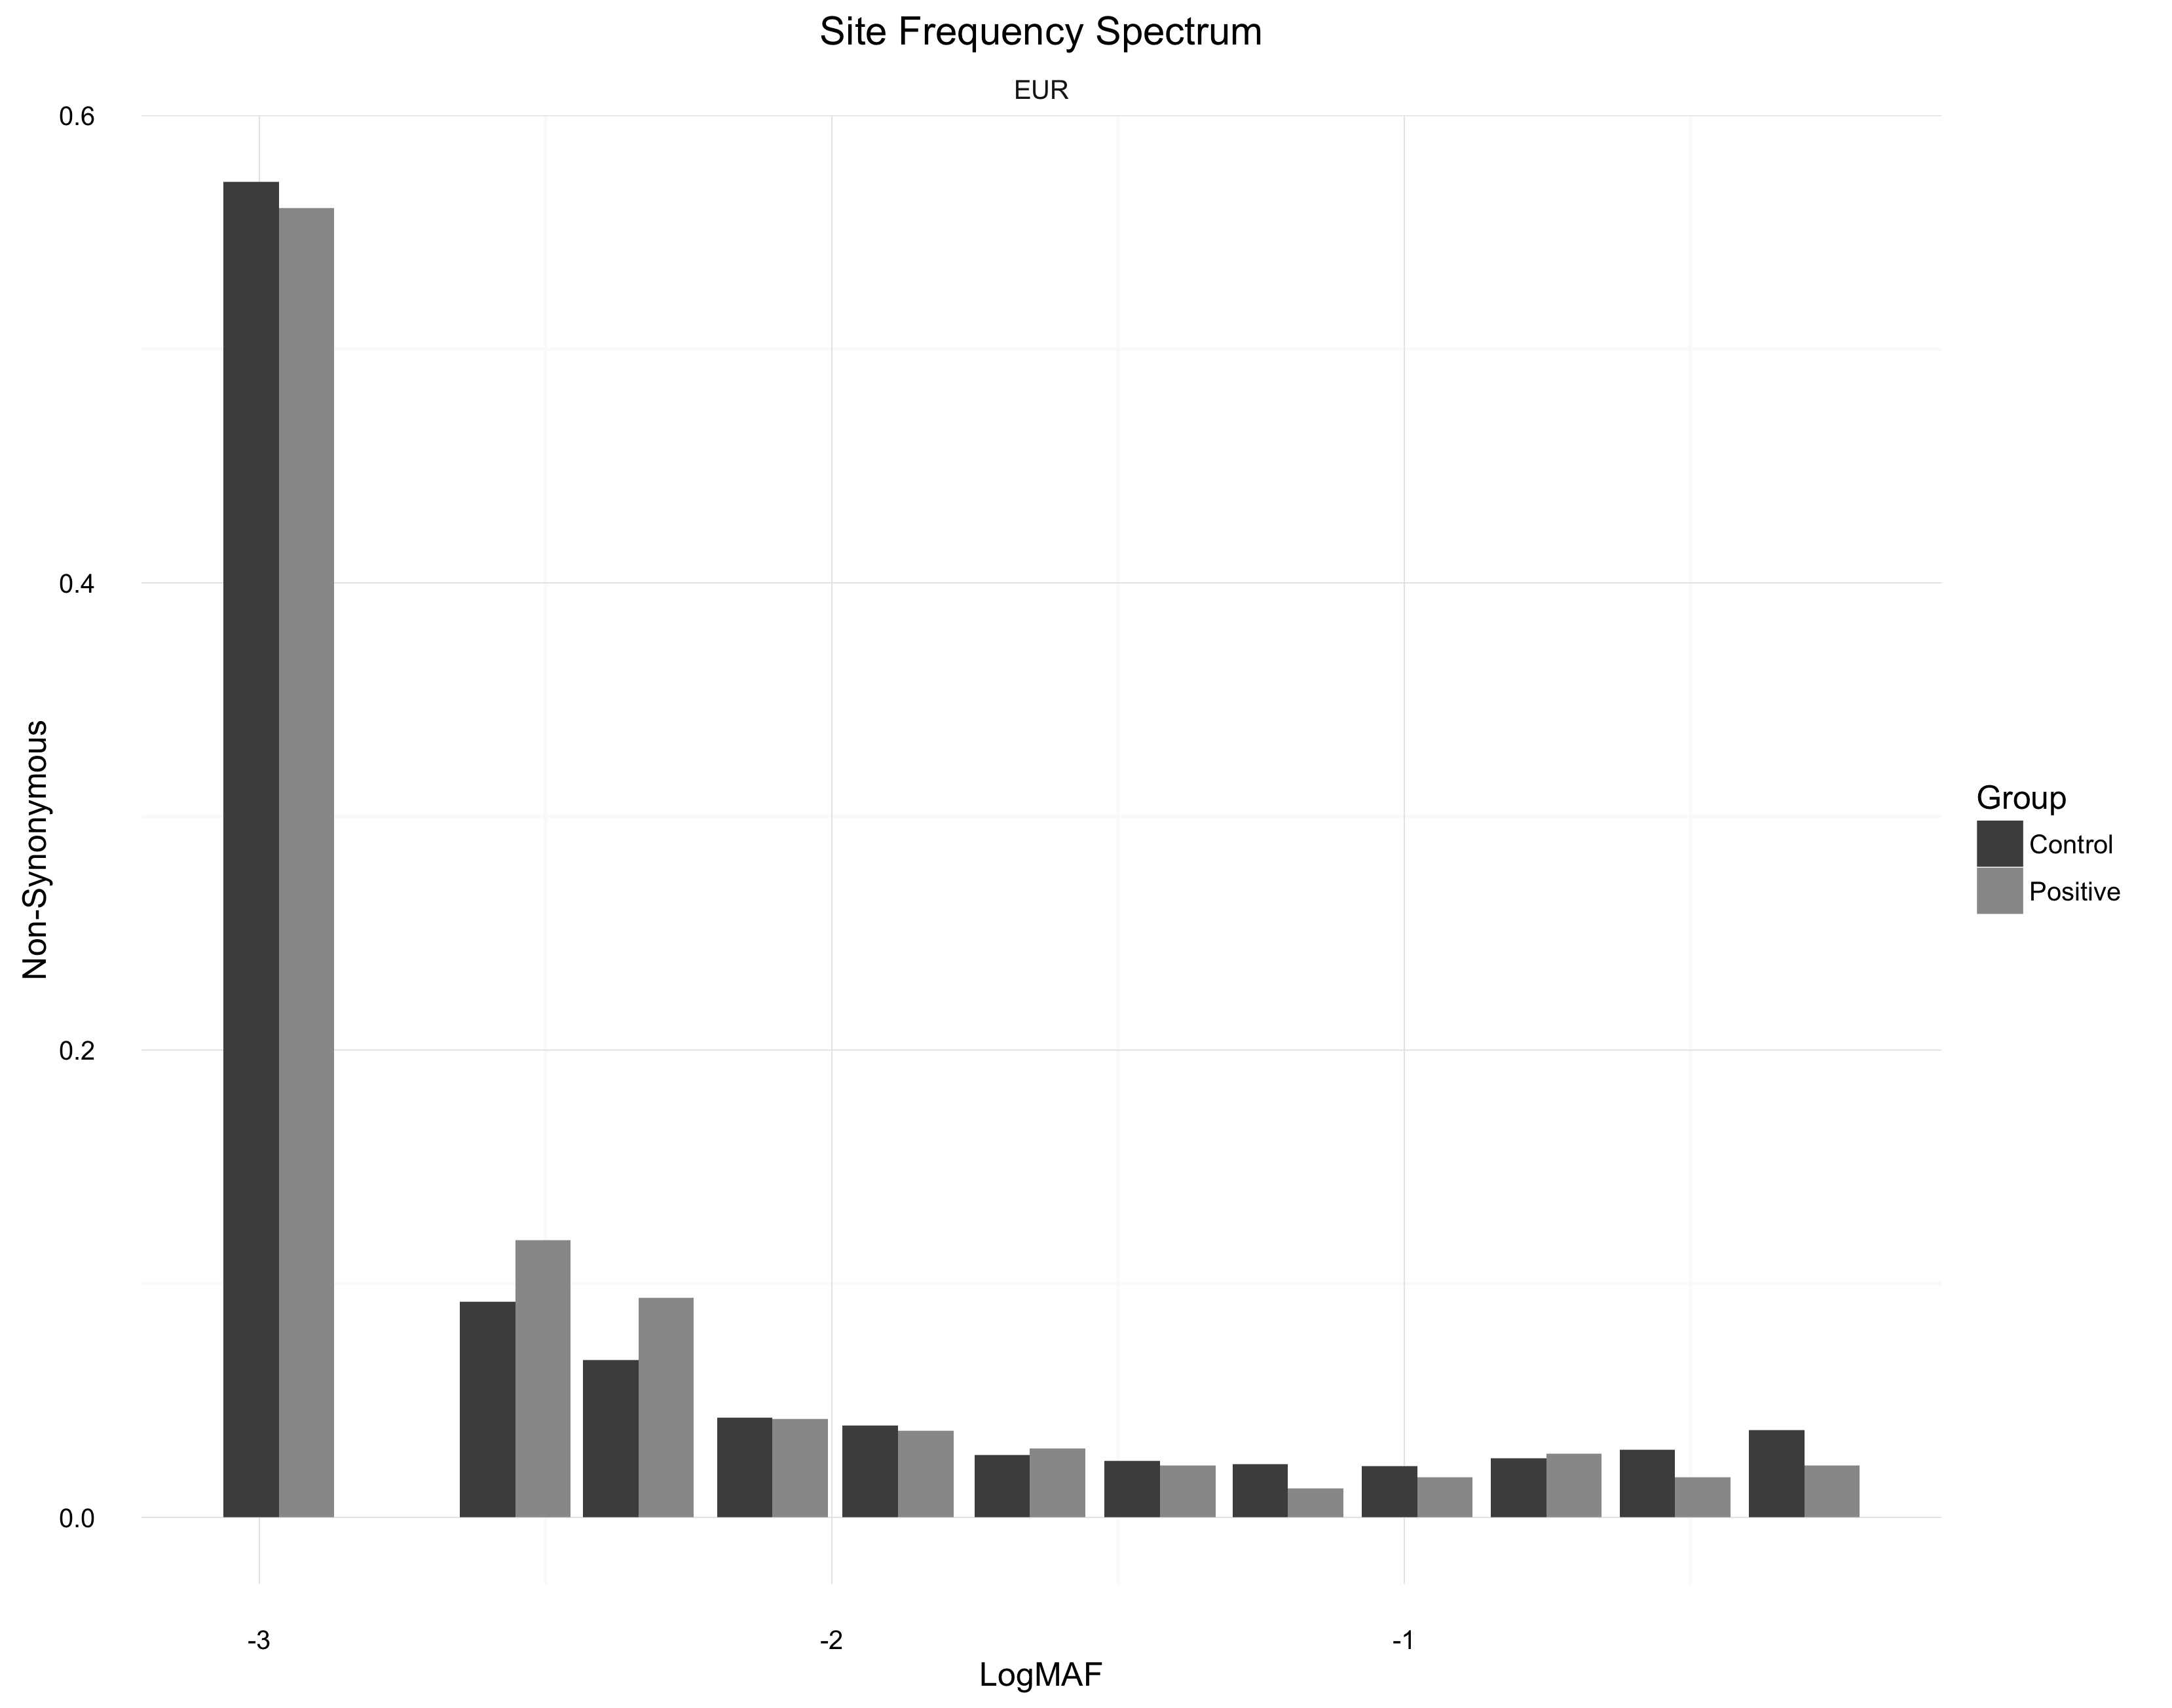 Site Frequency Spectrum
EUR
0.6
0.4
0.2
0.0
Non-Synonymous
-3
-2
-1
LogMAF
Group
Control
Positive